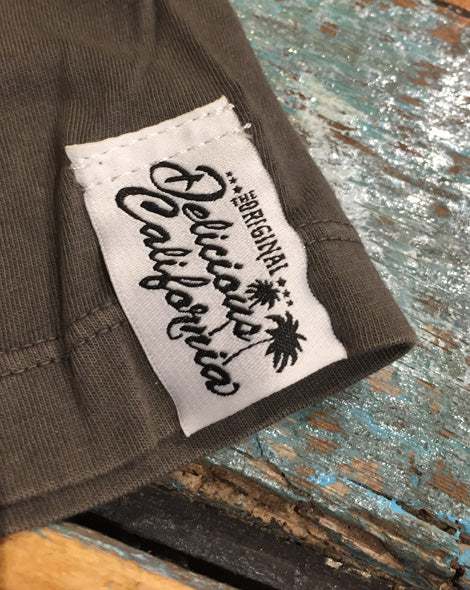 THE ORIGINAL
Delicious
California